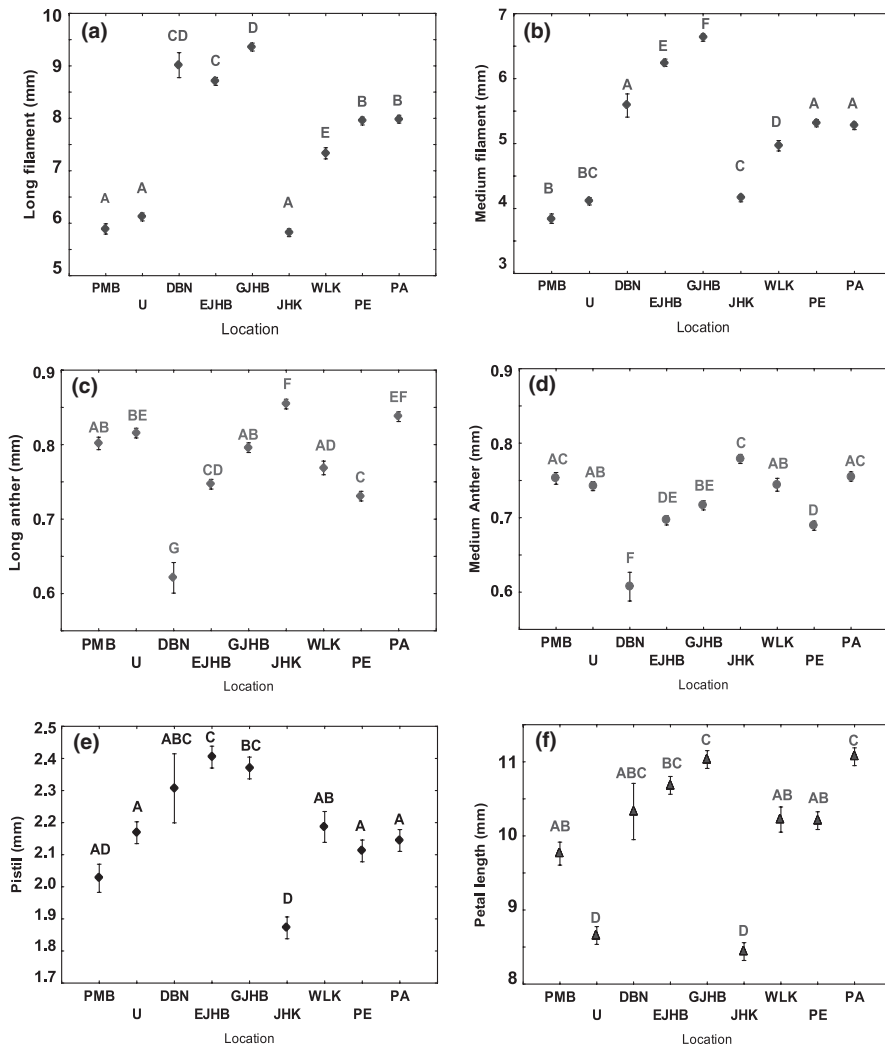 (a)
Long filament (mm)
10
9
8
7
6
5
A
A
CD
C
D
A
E
B
B
PMB DBN GJHB WLK PA
U EJHB JHK PE
Location
(b)
Medium filament (mm)
7
6
5
4
3
B
BC
A
E
F
C
D
A
A
PMB DBN GJHB WLK PA
U EJHB JHK PE
Location
(c)
Long anther (mm)
0.9
0.8
0.7
0.6
AB
BE
G
CD
AB
F
AD
C
EF
PMB DBN GJHB WLK PA
U EJHB JHK PE
Location
(d)
Medium Anther (mm)
0.9
0.8
0.7
0.6
AC
AB
F
DE
BE
C
AB
D
AC
PMB DBN GJHB WLK PA
U EJHB JHK PE
Location
(e)
Pistil (mm)
2.5
2.4
2.3
2.2
2.1
2.0
1.9
1.8
1.7
AD
A
ABC
C
BC
D
AB
A
A
PMB DBN GJHB WLK PA
U EJHB JHK PE
Location
(f)
Petal length (mm)
11
10
9
8
AB
D
ABC
BC
C
D
AB
AB
C
PMB DBN GJHB WLK PA
U EJHB JHK PE
Location